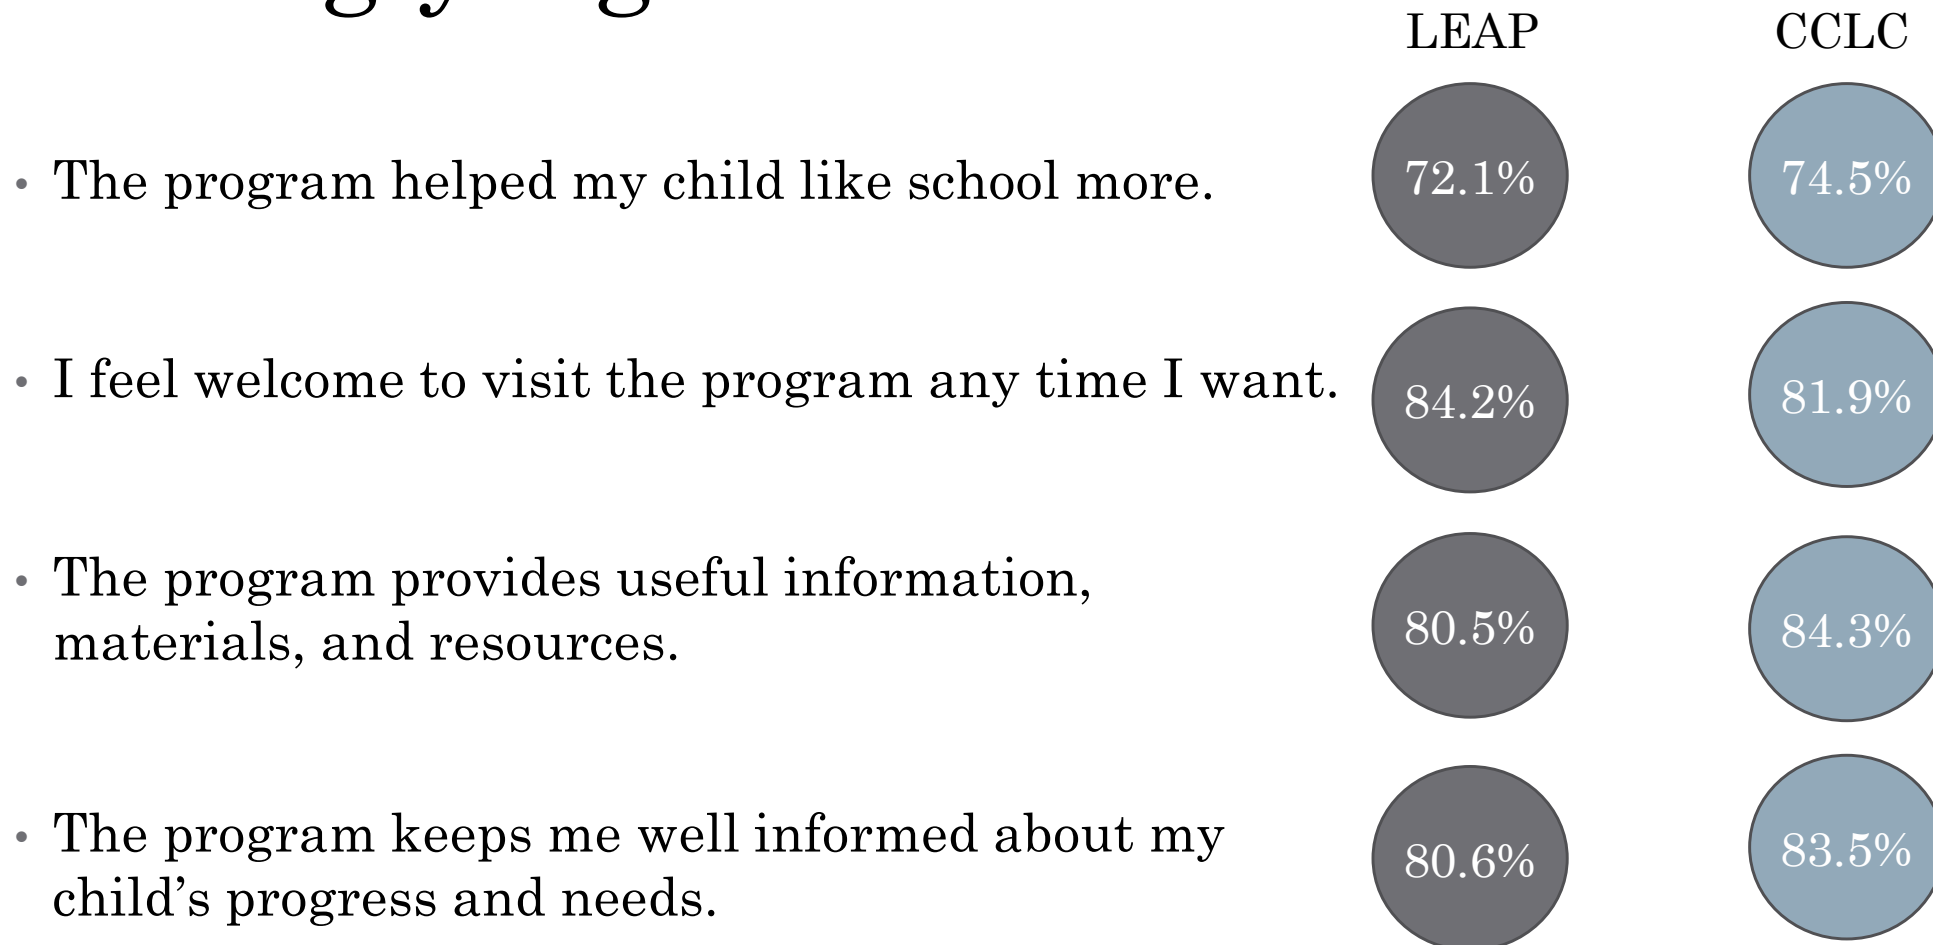 LEAP CCLC
• The program helped my child like school more. 72.1% 74.5%
• I feel welcome to visit the program any time I want. 84.2% 81.9%
• The program provides useful information,
materials, and resources. 80.5% 84.3%
• The program keeps me well informed about my
child’s progress and needs. 80.6% 83.5%